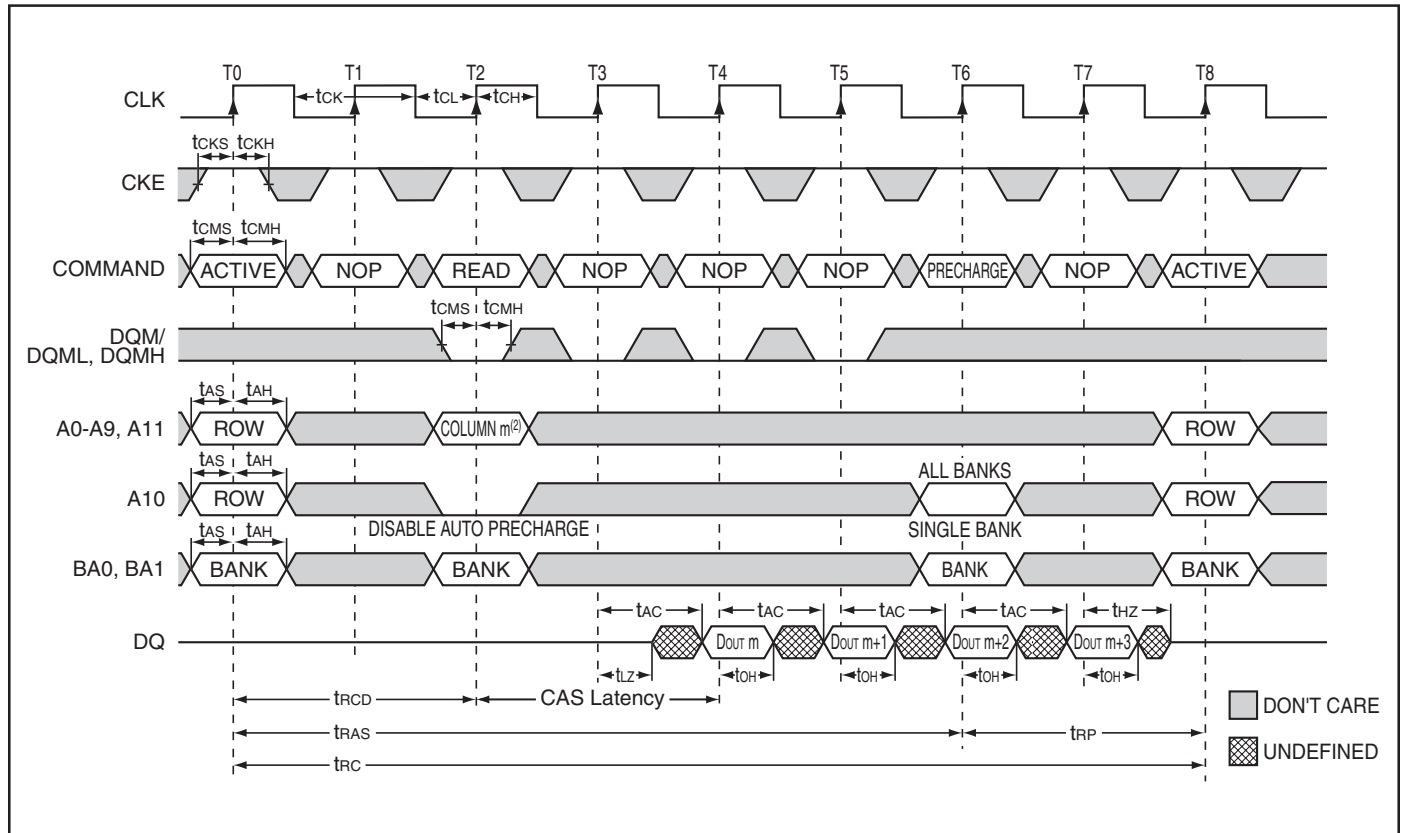 T0 T1 T2 T3 T4 T5 T6 T7 T8
CLK tCK tCL tCH
tCKS tCKH
CKE
tCMS tCMH
COMMAND ACTIVE NOP READ NOP NOP NOP PRECHARGE NOP ACTIVE
tCMS tCMH
DQM/
DQML, DQMH
tAS tAH
A0-A9, A11 ROW COLUMN m(2) ROW
tAS tAH ALL BANKS
A10 ROW ROW
DISABLE AUTO PRECHARGE SINGLE BANK
tAS tAH
BA0, BA1 BANK BANK BANK BANK
tAC tAC tAC tAC tHZ
DQ DOUT m DOUT m+1 DOUT m+2 DOUT m+3
tLZ tOH tOH tOH tOH
tRCD CAS Latency
DON'T CARE
tRAS tRP
UNDEFINED
tRC